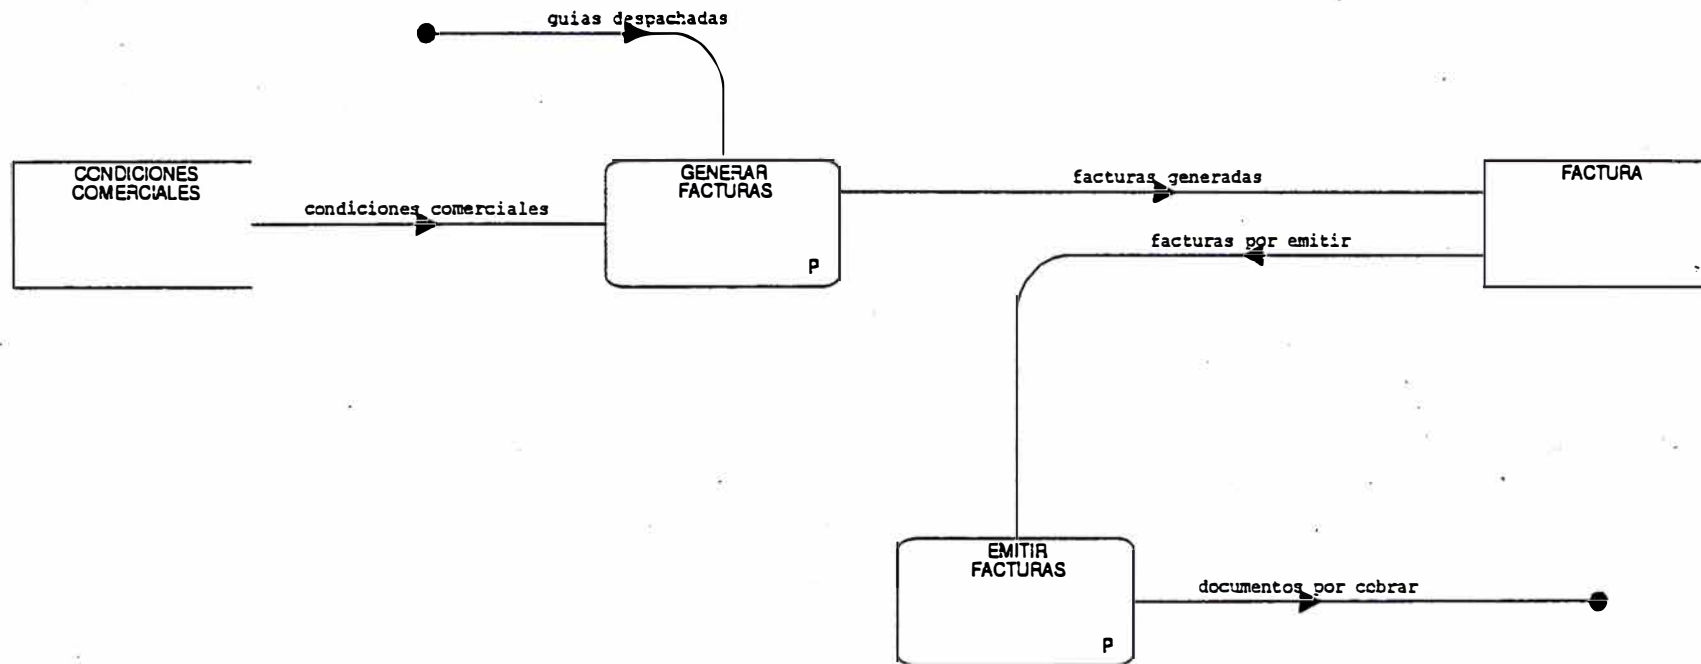 guias despachadas
CONDICIONES
COMERCIALES
condiciones comerciales
GENERAR
FACTURAS
P
facturas generadas
FACTURA
facturas por emitir
EMITIR
FACTURAS
P
documentos por cobrar